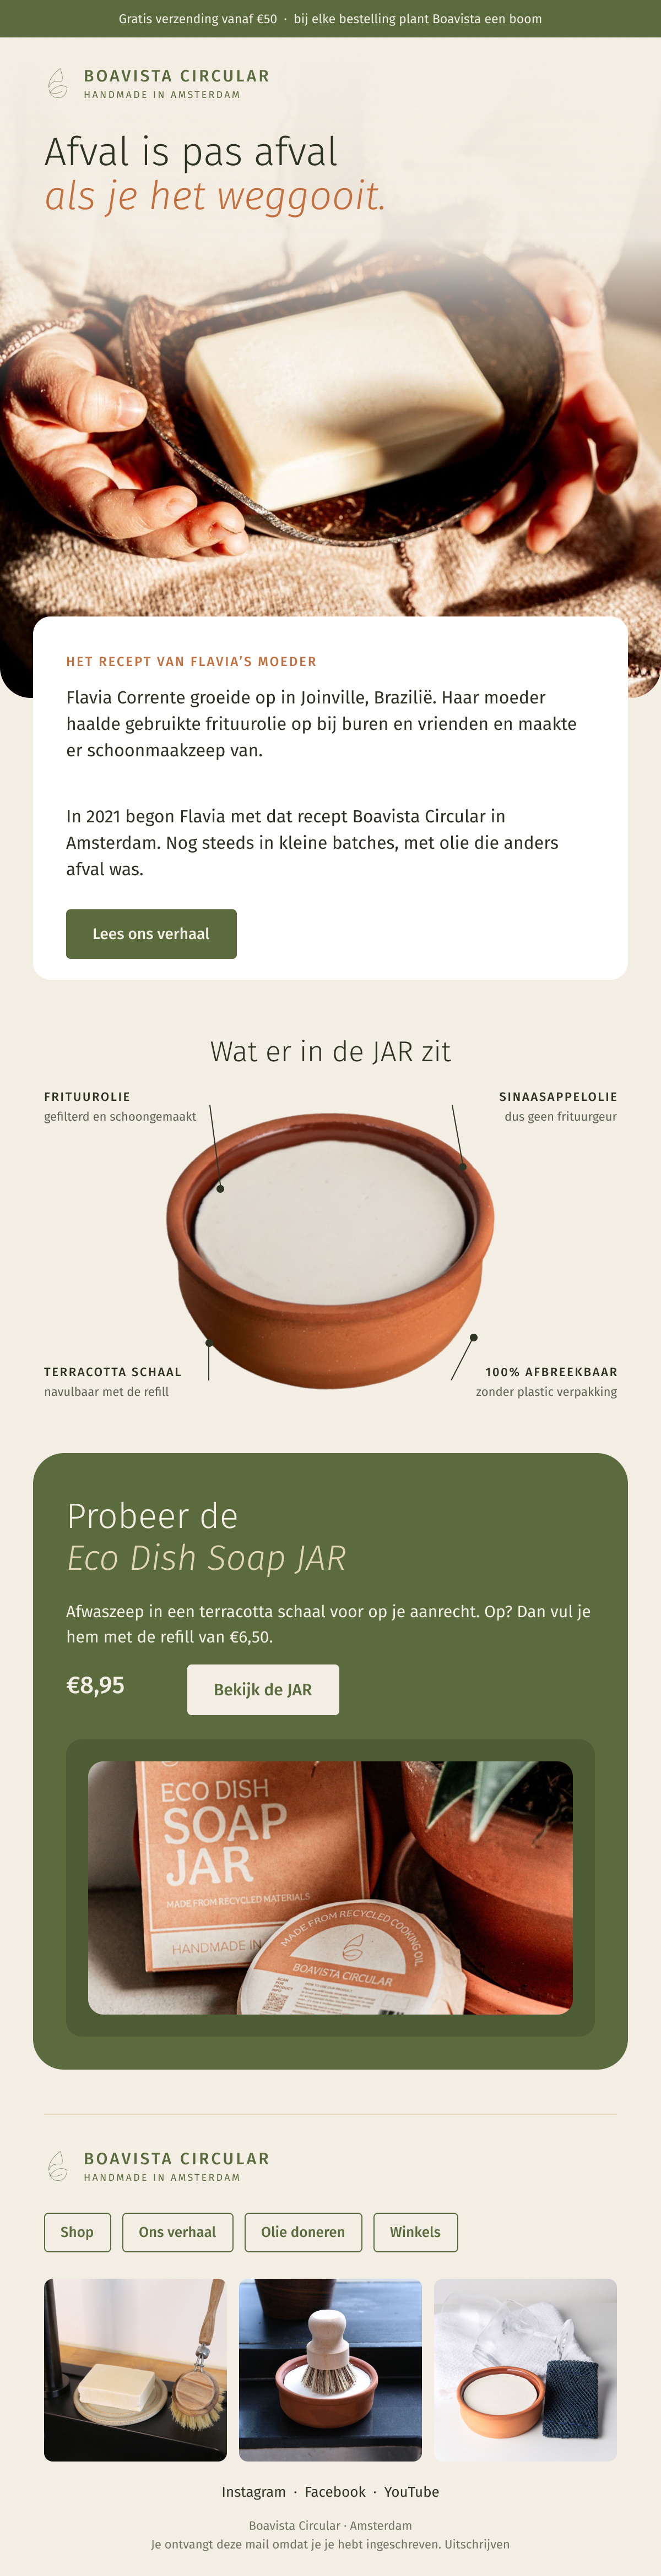 Gratis verzending vanaf €50 · bij elke bestelling plant Boavista een boom
BOAVISTA CIRCULAR
HANDMADE IN AMSTERDAM
Afval is pas afval
als je het weggooit.
HET RECEPT VAN FLAVIA'S MOEDER
Flavia Corrente groeide op in Joinville, Brazilië. Haar moeder
haalde gebruikte frituurolie op bij buren en vrienden en maakte
er schoonmaakzeep van.
In 2021 begon Flavia met dat recept Boavista Circular in
Amsterdam. Nog steeds in kleine batches, met olie die anders
afval was.
Lees ons verhaal
Wat er in de JAR zit
FRITUUROLIE
gefilterd en schoongemaakt
SINAASAPPELOLIE
dus geen frituurgeur
TERRACOTTA SCHAAL
navulbaar met de refill
100% AFBREEKBAAR
zonder plastic verpakking
Probeer de
Eco Dish Soap JAR
Afwaszeep in een terracotta schaal voor op je aanrecht. Op? Dan vul je
hem met de refill van €6,50.
€8,95
Bekijk de JAR
ECO DISH
SOAP
JAR
MADE FROM RECYCLED MATERIALS
HANDMADE IN
MADE FROM RECYCLED COOKING OIL
BOAVISTA CIRCULAR
BOAVISTA CIRCULAR
HANDMADE IN AMSTERDAM
Shop
Ons verhaal
Olie doneren
Winkels
Instagram · Facebook · YouTube
Boavista Circular · Amsterdam
Je ontvangt deze mail omdat je je hebt ingeschreven. Uitschrijven